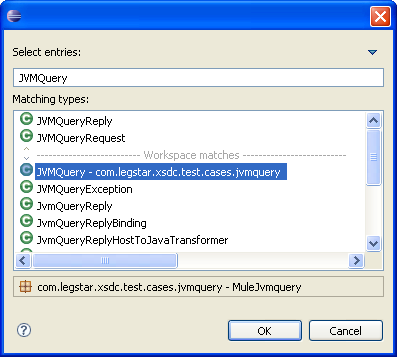 Select entries:
JVMQuery
Matching types:
JVMQueryReply
JVMQueryRequest
Workspace matches
JVMQuery - com.legstar.xsdc.test.cases.jvmquery
JVMQueryException
JvmQueryReply
JvmQueryReplyBinding
JvmQueryReplyHostToJavaTransformer
com.legstar.xsdc.test.cases.jvmquery - MuleJvmquery
OK
Cancel